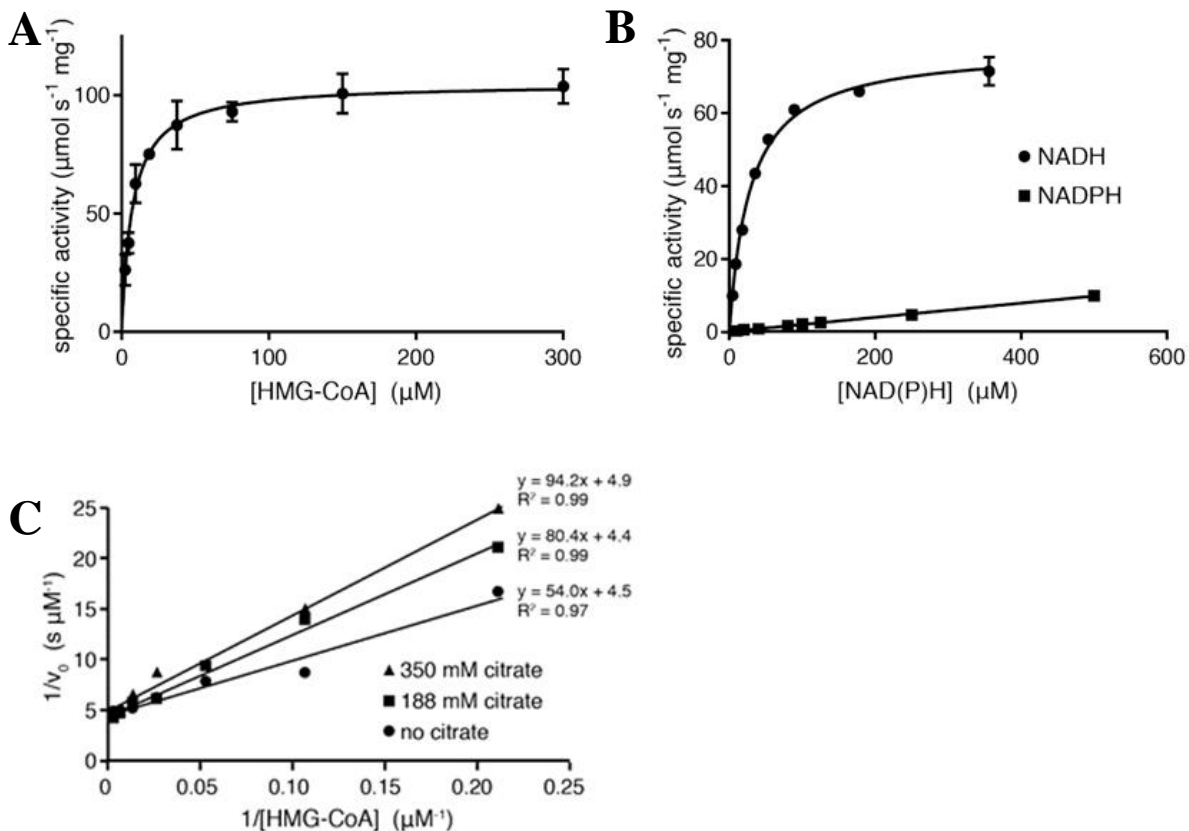 A
specific activity (µmol s⁻¹ mg⁻¹)
100
50
0
0
100
200
300
[HMG-CoA] (µM)
B
specific activity (µmol s⁻¹ mg⁻¹)
80
60
40
20
0
0
200
400
600
NADH
NADPH
[NAD(P)H] (µM)
C
1/v₀ (s µM⁻¹)
25
20
15
10
5
0
0
0.05
0.10
0.15
0.20
0.25
y = 94.2x + 4.9
R² = 0.99
y = 80.4x + 4.4
R² = 0.99
y = 54.0x + 4.5
R² = 0.97
350 mM citrate
188 mM citrate
no citrate
1/[HMG-CoA] (µM⁻¹)